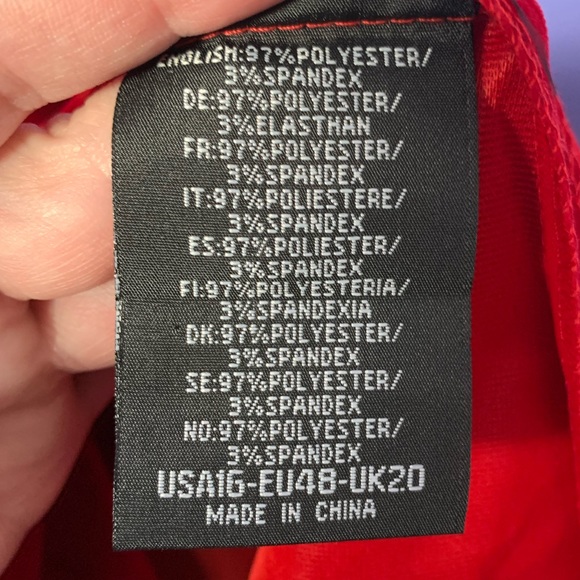 ENGLISH:97%POLYESTER/
3%SPANDEX
DE:97%POLYESTER/
3%ELASTHAN
FR:97%POLYESTER/
3%SPANDEX
IT:97%POLIESTERE/
3%SPANDEX
ES:97%POLIESTER/
3%SPANDEX
FI:97%POLYESTERIA/
3%SPANDEXIA
DK:97%POLYESTER/
3%SPANDEX
SE:97%POLYESTER/
3%SPANDEX
NO:97%POLYESTER/
3%SPANDEX
USA16-EU48-UK20
MADE IN CHINA